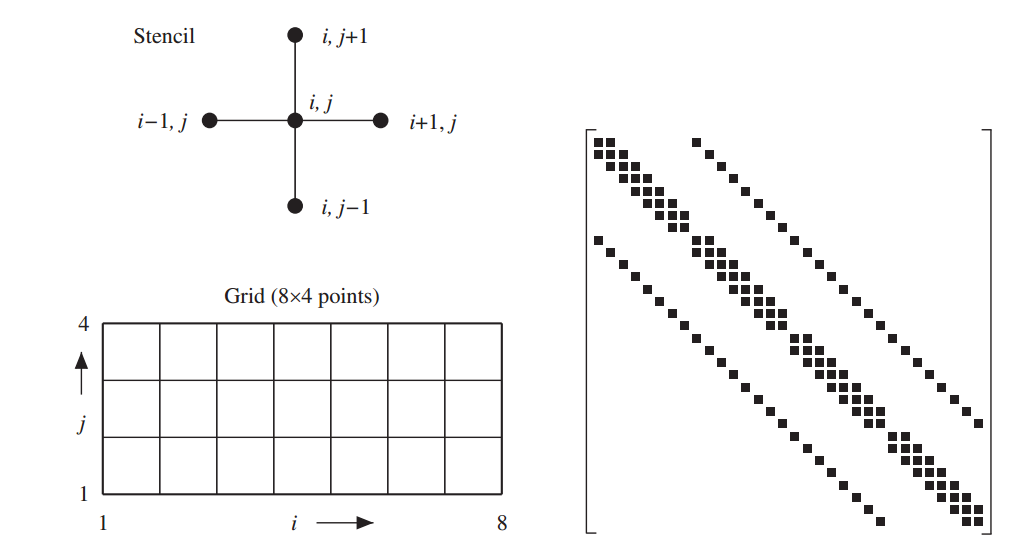 Stencil
i, j+1
i, j
i−1, j
i+1, j
i, j−1
Grid (8×4 points)
4
j
1
1
i
8